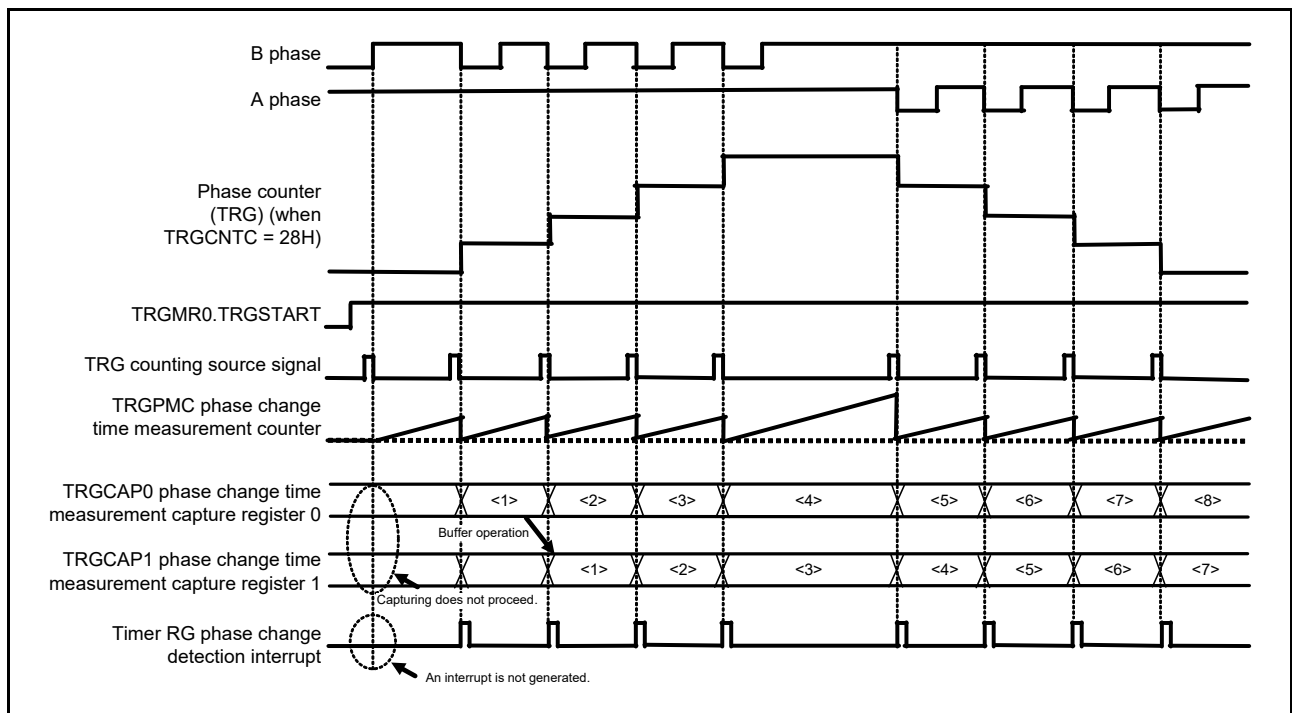 B phase
A phase
Phase counter
(TRG) (when
TRGCNTC = 28H)
TRGMR0.TRGSTART
TRG counting source signal
TRGPMC phase change
time measurement counter
TRGCAP0 phase change time
measurement capture register 0
<1> <2> <3> <4> <5> <6> <7> <8>
Buffer operation
TRGCAP1 phase change time
measurement capture register 1
<1> <2> <3> <4> <5> <6> <7>
Capturing does not proceed.
Timer RG phase change
detection interrupt
An interrupt is not generated.